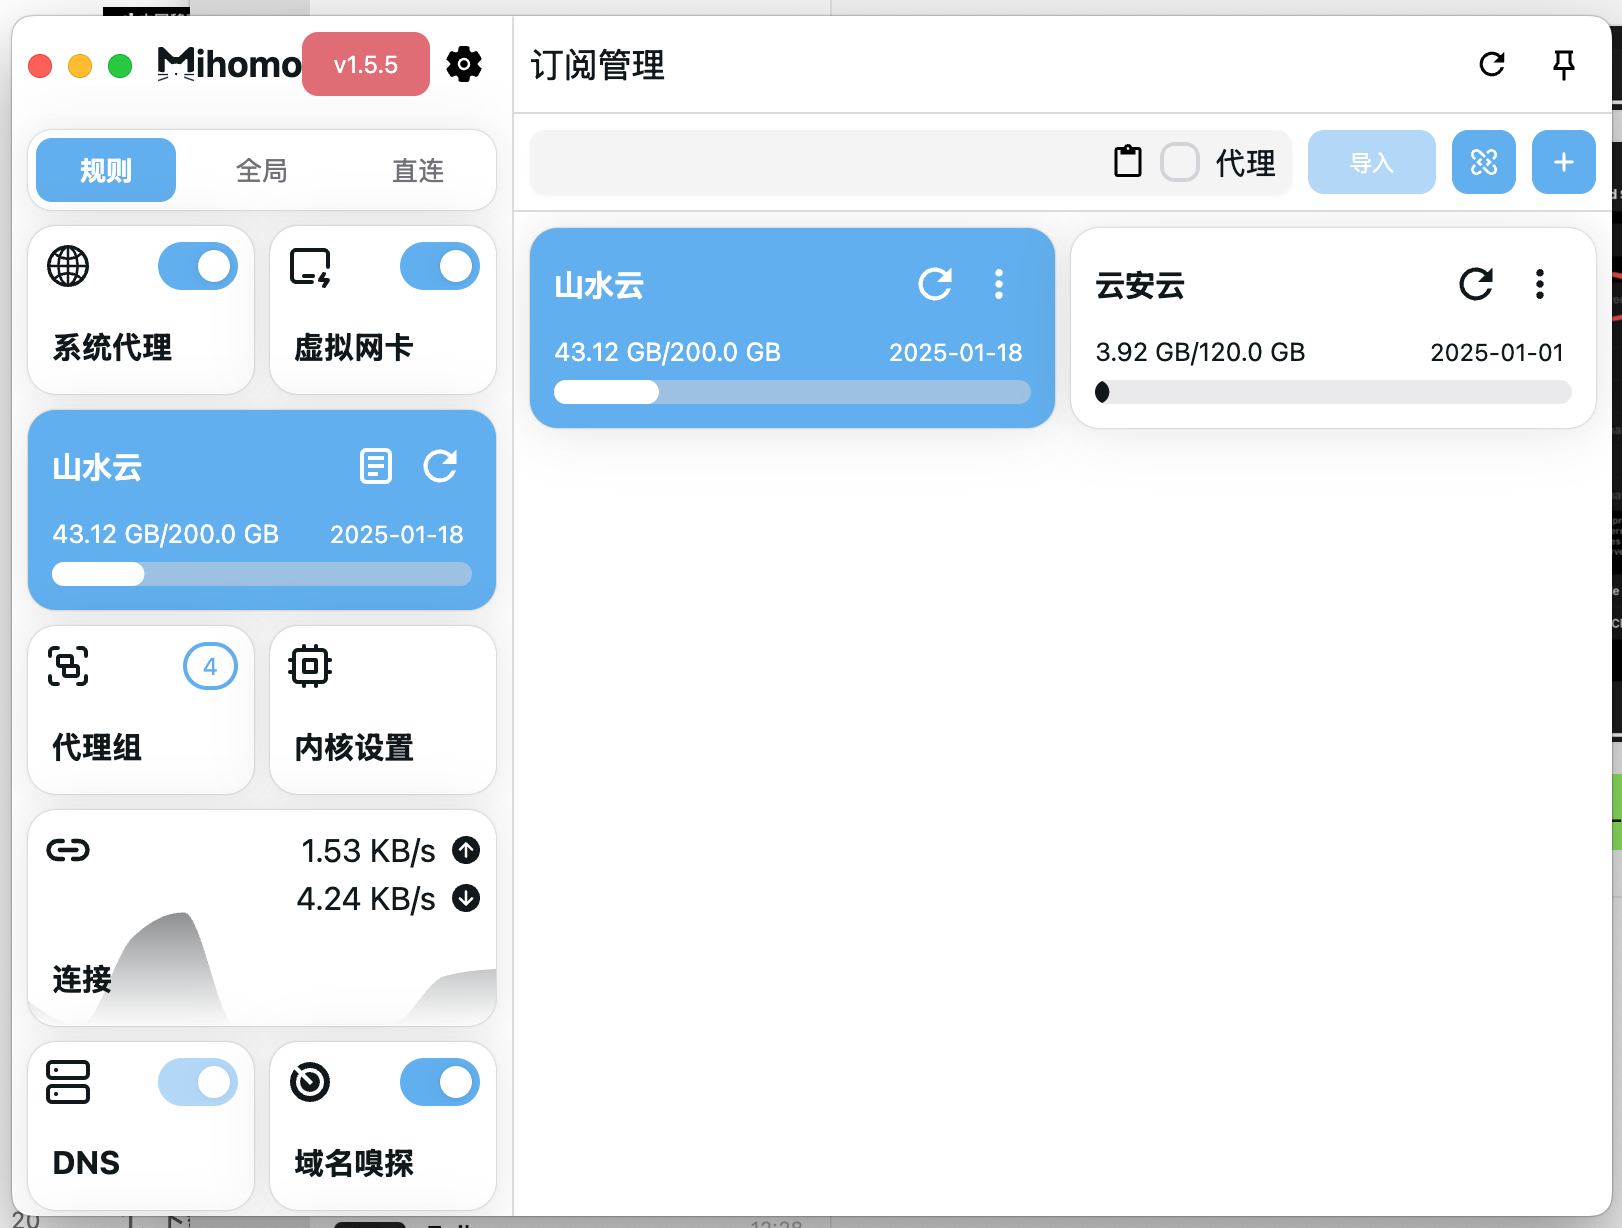 Mihomo v1.5.5
订阅管理
规则 全局 直连
代理 导入
系统代理 虚拟网卡
山水云
43.12 GB/200.0 GB 2025-01-18
云安云
3.92 GB/120.0 GB 2025-01-01
山水云
43.12 GB/200.0 GB 2025-01-18
4
代理组 内核设置
1.53 KB/s
4.24 KB/s
连接
DNS 域名嗅探
20